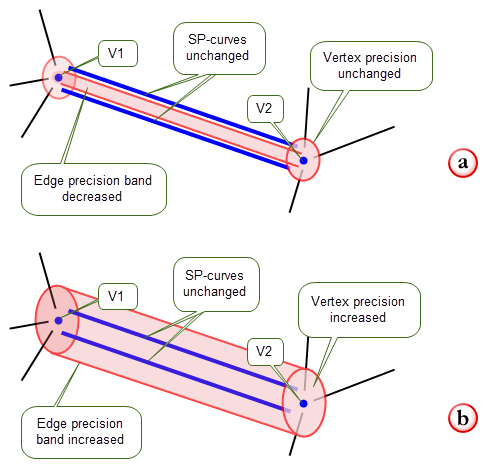 V1
SP-curves
unchanged
Vertex precision
unchanged
V2
Edge precision band
decreased
a
V1
SP-curves
unchanged
Vertex precision
increased
V2
Edge precision
band increased
b